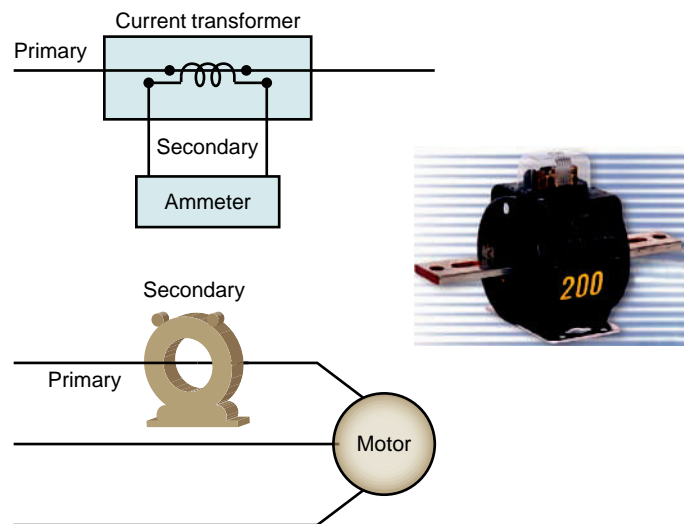 Current transformer
Primary
Secondary
Ammeter
200
Secondary
Primary
Motor